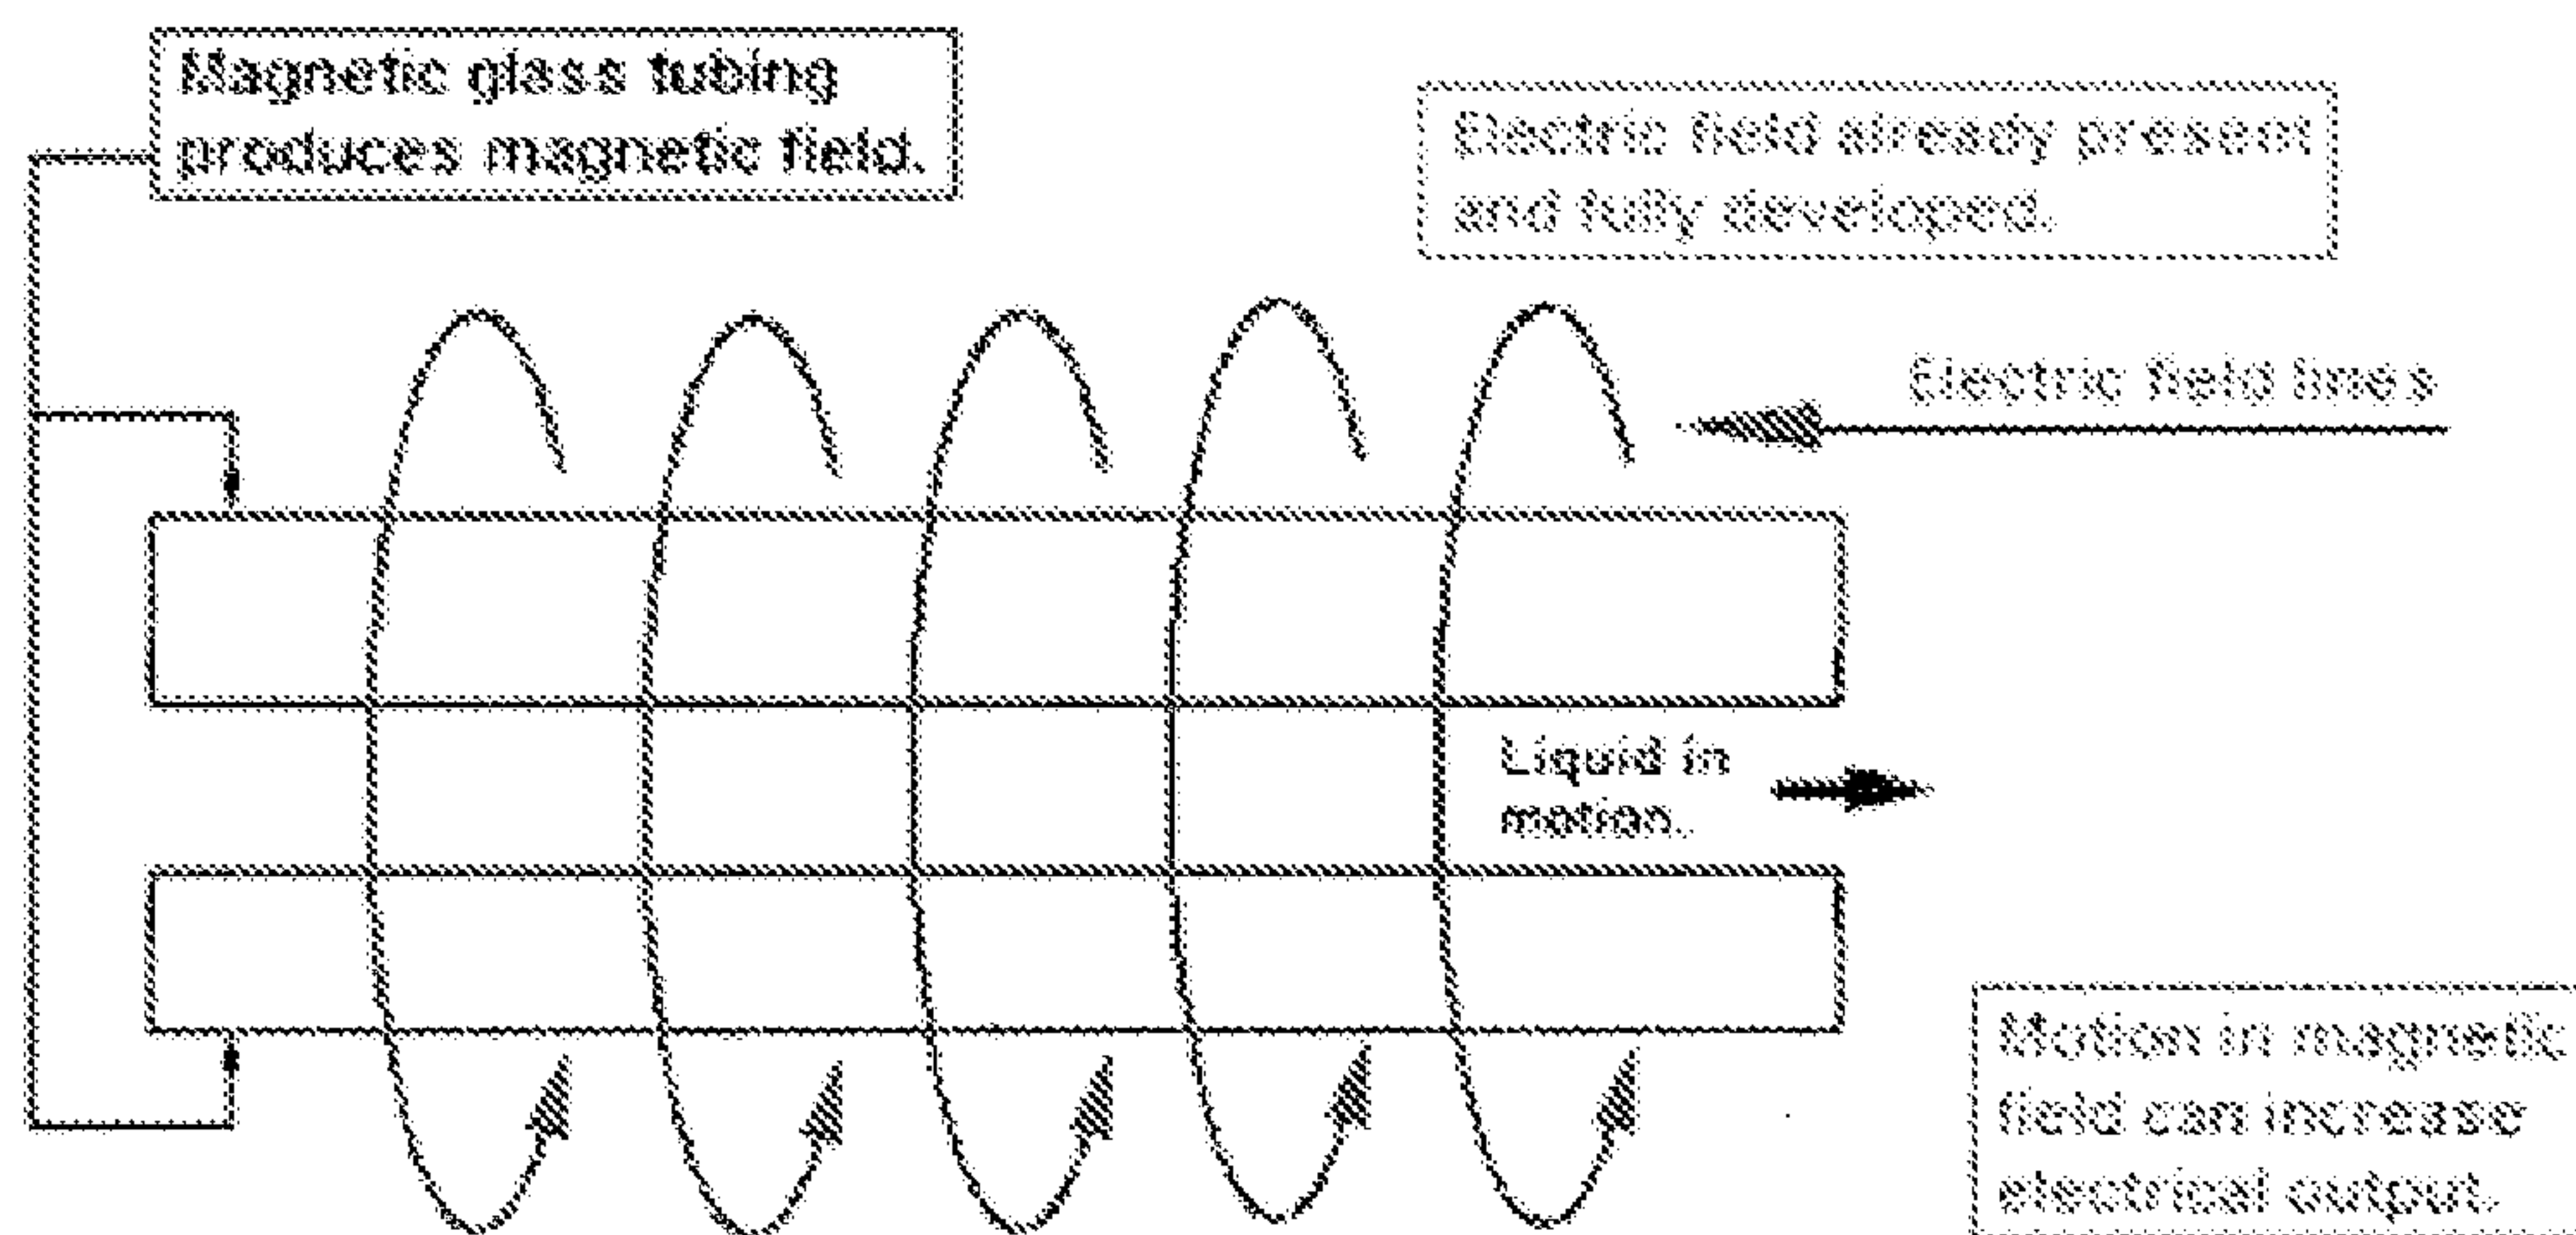 Magnetic glass tubing
produces magnetic field.
Electric field already present
and fully developed.
Electric field lines
Liquid in
motion.
Motion in magnetic
field can increase
electrical output.